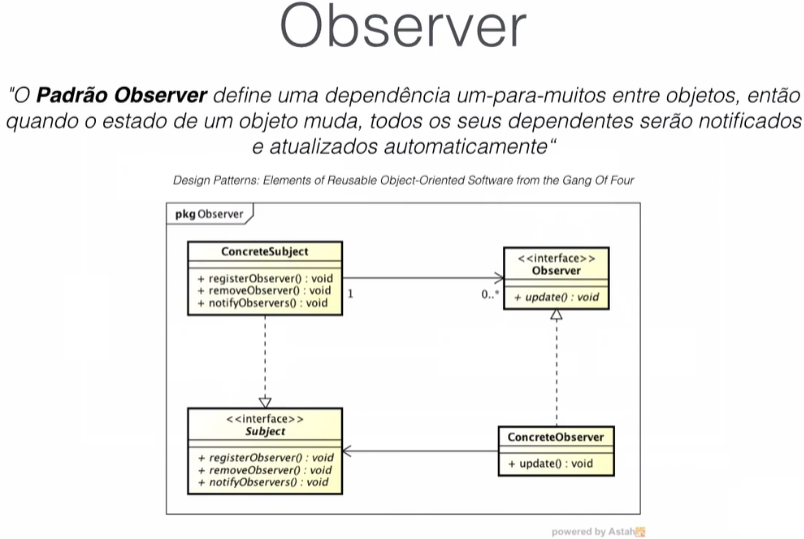 Observer
"O Padrão Observer define uma dependência um-para-muitos entre objetos, então
quando o estado de um objeto muda, todos os seus dependentes serão notificados
e atualizados automaticamente“
Design Patterns: Elements of Reusable Object-Oriented Software from the Gang Of Four
pkg Observer
ConcreteSubject
+ registerObserver() : void
+ removeObserver() : void
+ notifyObservers() : void
1
0..*
<<interface>>
Observer
+ update() : void
<<interface>>
Subject
+ registerObserver() : void
+ removeObserver() : void
+ notifyObservers() : void
ConcreteObserver
+ update() : void
powered by Astah